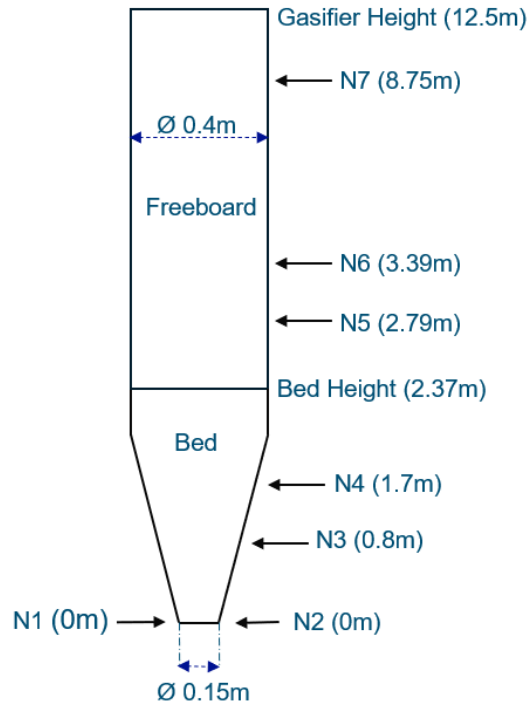 Gasifier Height (12.5m)
N7 (8.75m)
Ø 0.4m
Freeboard
N6 (3.39m)
N5 (2.79m)
Bed Height (2.37m)
Bed
N4 (1.7m)
N3 (0.8m)
N1 (0m)
N2 (0m)
Ø 0.15m